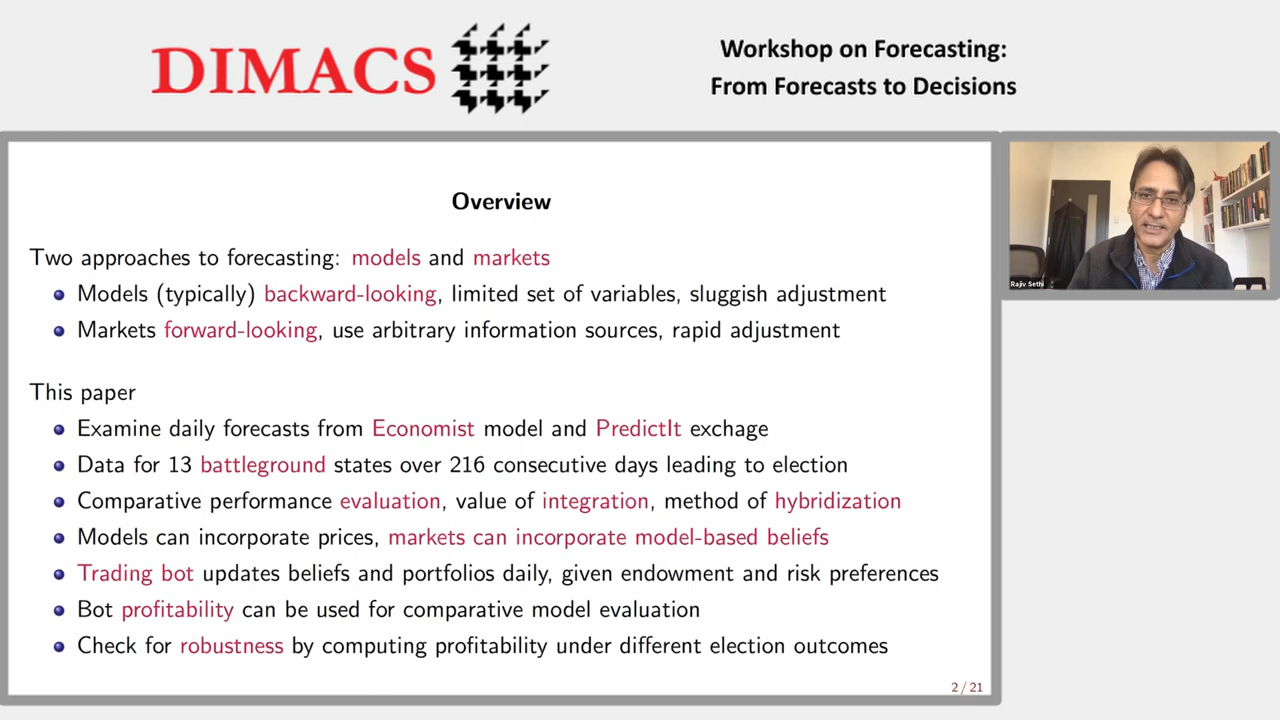 DIMACS
Workshop on Forecasting:
From Forecasts to Decisions
Overview
Two approaches to forecasting: models and markets
Models (typically) backward-looking, limited set of variables, sluggish adjustment
Markets forward-looking, use arbitrary information sources, rapid adjustment
This paper
Examine daily forecasts from Economist model and PredictIt exchage
Data for 13 battleground states over 216 consecutive days leading to election
Comparative performance evaluation, value of integration, method of hybridization
Models can incorporate prices, markets can incorporate model-based beliefs
Trading bot updates beliefs and portfolios daily, given endowment and risk preferences
Bot profitability can be used for comparative model evaluation
Check for robustness by computing profitability under different election outcomes
2 / 21
Rajiv Sethi